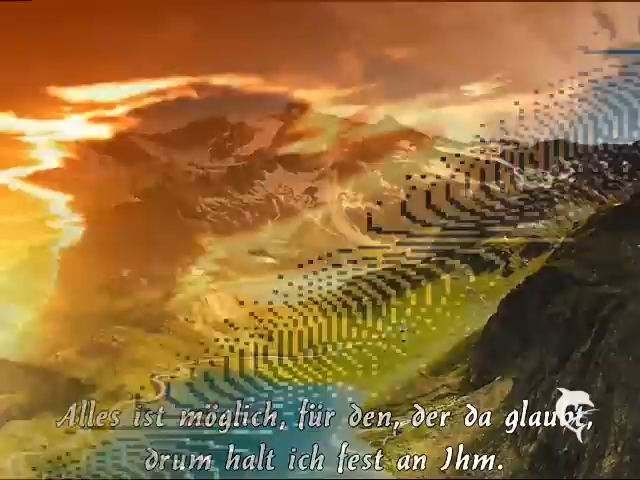 Alles ist möglich, für den, der da glaubt,
drum halt ich fest an Ihm.